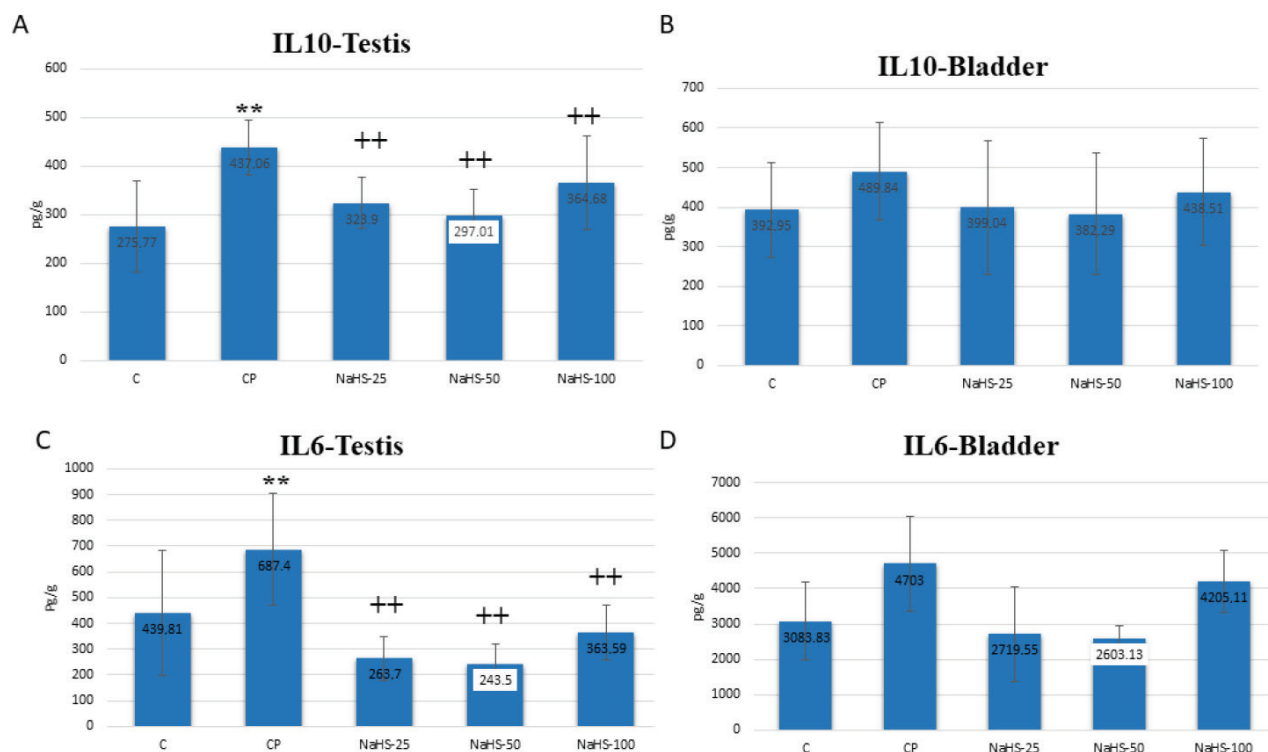 A
IL10-Testis
600
500
400
300
200
100
0
pg/g
**
++
++
++
275,77
437,06
323,9
297.01
364,68
C
CP
NaHS-25
NaHS-50
NaHS-100
B
IL10-Bladder
700
600
500
400
300
200
100
0
pg/g
392,95
489,84
399,04
382,29
438,51
C
CP
NaHS-25
NaHS-50
NaHS-100
C
IL6-Testis
1000
900
800
700
600
500
400
300
200
100
0
Pg/g
**
++
++
++
439,81
687.4
263,7
243.5
363,59
C
CP
NaHS-25
NaHS-50
NaHS-100
D
IL6-Bladder
7000
6000
5000
4000
3000
2000
1000
0
pg/g
3083,83
4703
2719,55
2603.13
4205,11
C
CP
NaHS-25
NaHS-50
NaHS-100